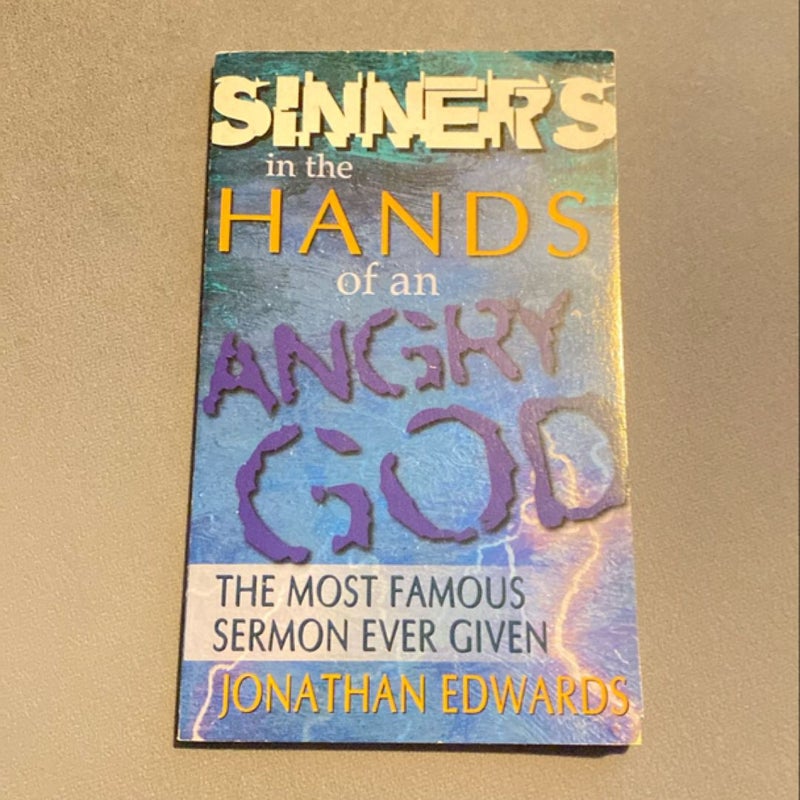 SINNERS
in the
HANDS
of an
ANGRY
GOD
THE MOST FAMOUS
SERMON EVER GIVEN
JONATHAN EDWARDS